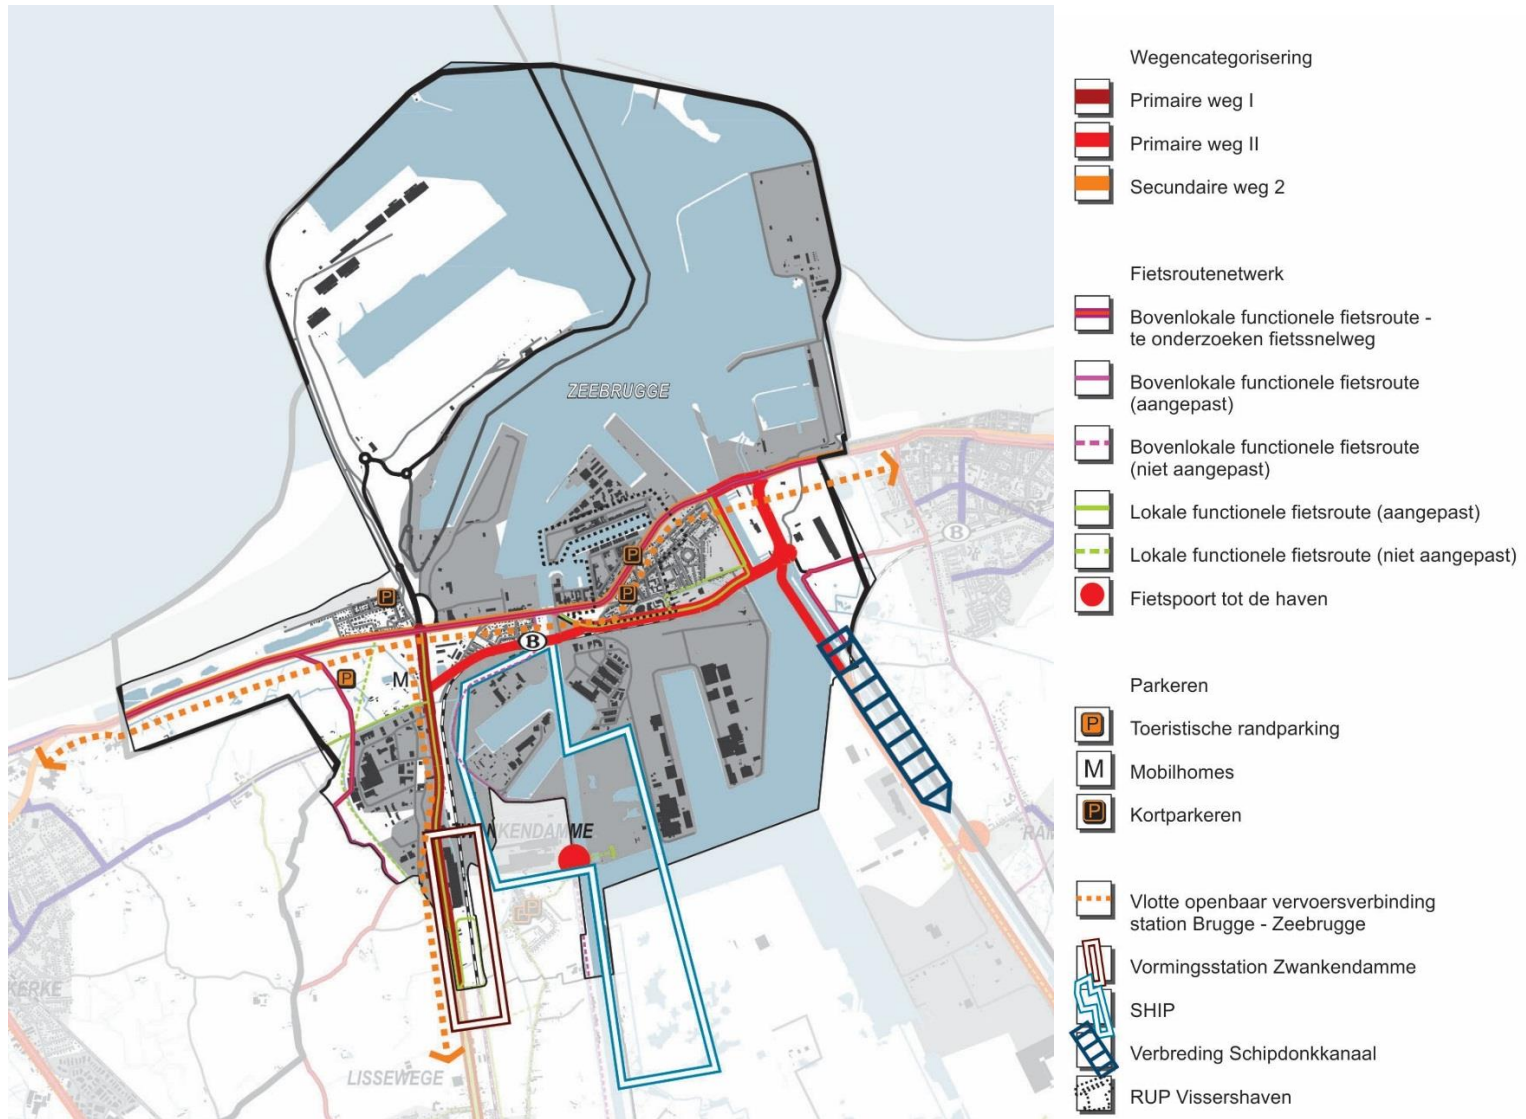 ZEEBRUGGE
B
P
P
P
B
P
M
NKENDAMME
P
RAM
KERKE
LISSEWEGE
Wegencategorisering
Primaire weg I
Primaire weg II
Secundaire weg 2
Fietsroutenetwerk
Bovenlokale functionele fietsroute -
te onderzoeken fietssnelweg
Bovenlokale functionele fietsroute
(aangepast)
Bovenlokale functionele fietsroute
(niet aangepast)
Lokale functionele fietsroute (aangepast)
Lokale functionele fietsroute (niet aangepast)
Fietspoort tot de haven
Parkeren
P Toeristische randparking
M Mobilhomes
P Kortparkeren
Vlotte openbaar vervoersverbinding
station Brugge - Zeebrugge
Vormingsstation Zwankendamme
SHIP
Verbreding Schipdonkkanaal
RUP Vissershaven